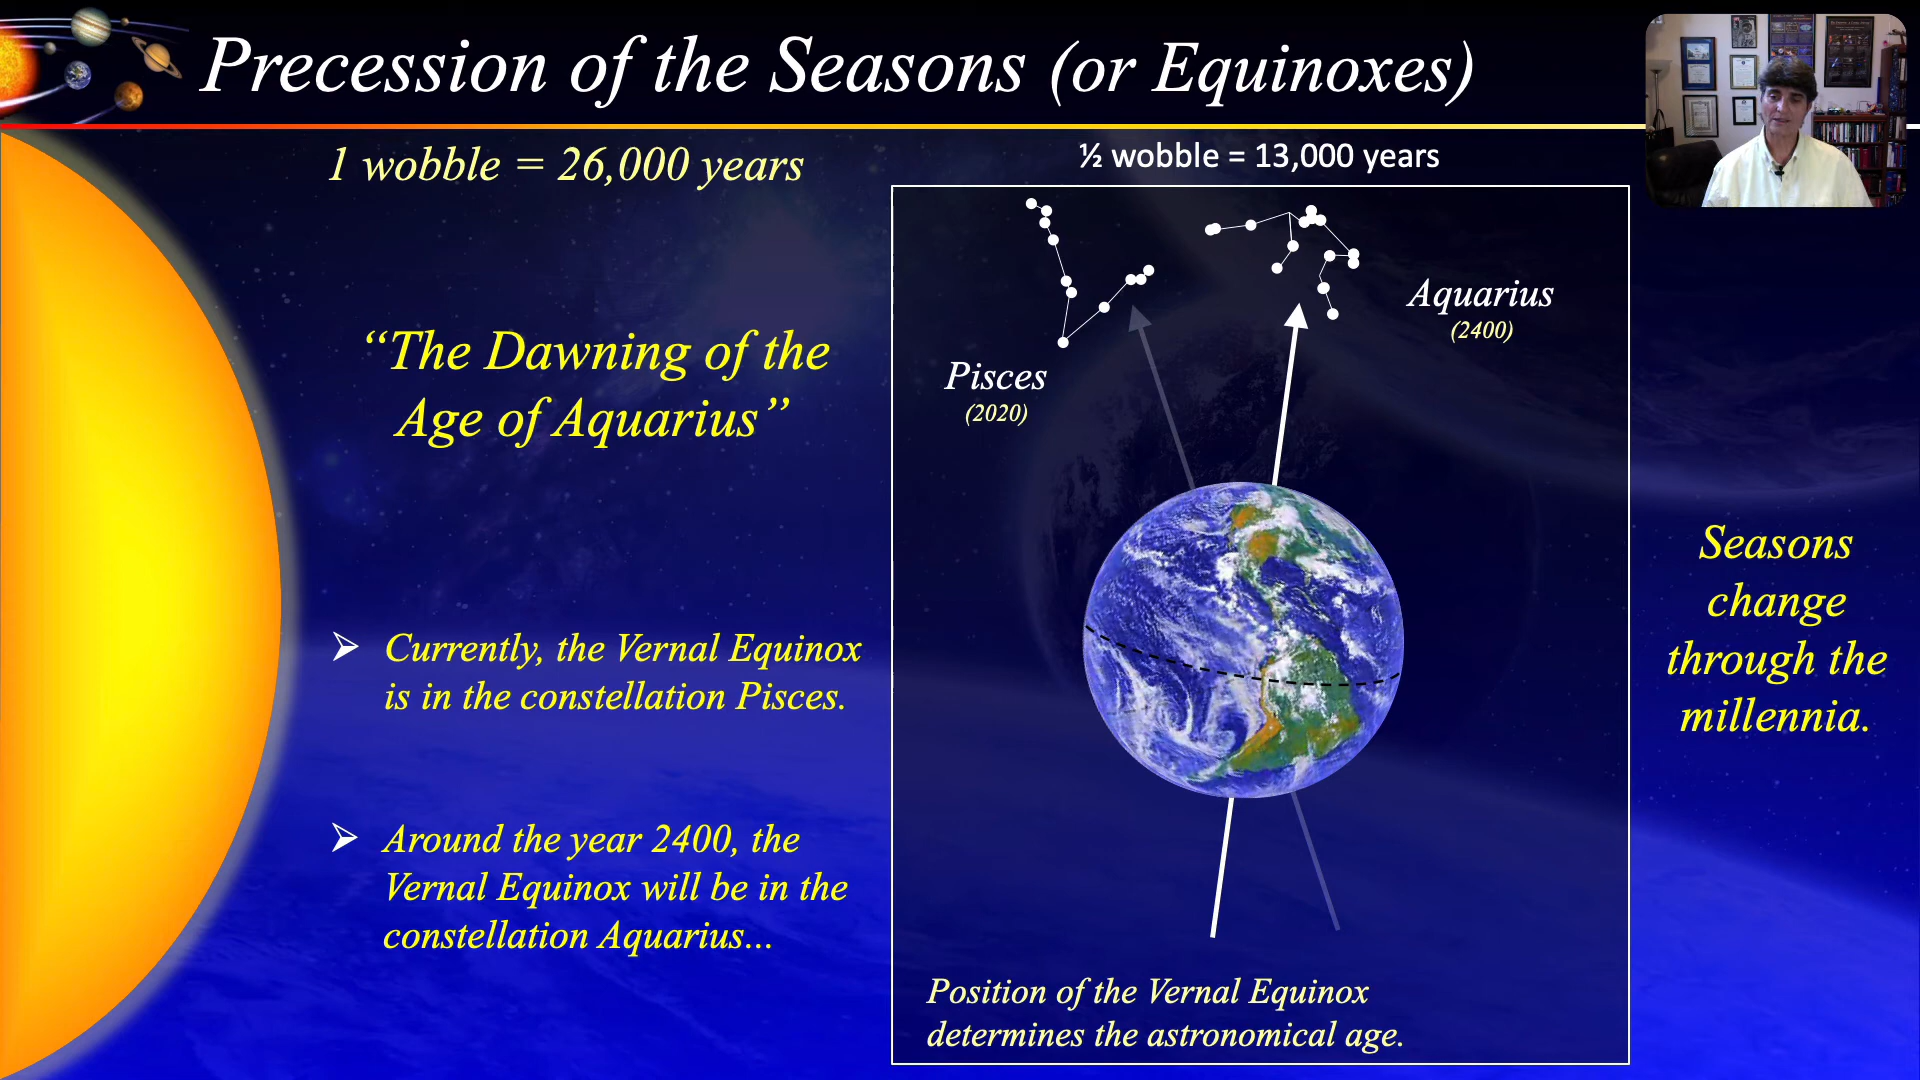 Precession of the Seasons (or Equinoxes)
1 wobble = 26,000 years
“The Dawning of the
Age of Aquarius”
➢ Currently, the Vernal Equinox
is in the constellation Pisces.
➢ Around the year 2400, the
Vernal Equinox will be in the
constellation Aquarius...
½ wobble = 13,000 years
Pisces
(2020)
Aquarius
(2400)
Position of the Vernal Equinox
determines the astronomical age.
Seasons
change
through the
millennia.